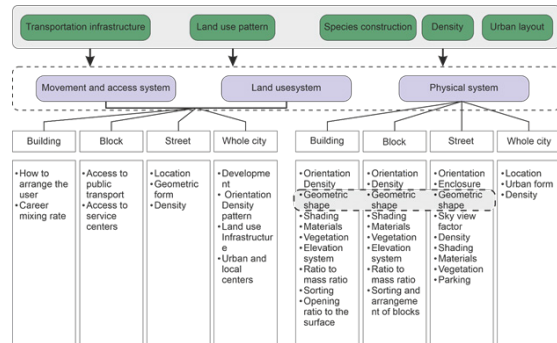 Transportation infrastructure
Land use pattern
Species construction
Density
Urban layout
Movement and access system
Land usesystem
Physical system
Building
Block
Street
Whole city
Building
Block
Street
Whole city
•How to
arrange the
user
•Career
mixing rate
•Access to
public
transport
•Access to
service
centers
•Location
•Geometric
form
•Density
•Developme
nt
• Orientation
Density
pattern
•Land use
Infrastructur
e
•Urban and
local centers
•Orientation
Density
•Geometric
shape
•Shading
•Materials
•Vegetation
•Elevation
system
•Ratio to
mass ratio
•Sorting
•Opening
ratio to the
surface
•Orientation
Density
•Geometric
shape
•Shading
•Materials
•Vegetation
•Elevation
system
•Ratio to
mass ratio
•Sorting and
arrangement
of blocks
•Orientation
•Enclosure
•Geometric
shape
•Sky view
factor
•Density
•Shading
•Materials
•Vegetation
•Parking
•Location
•Urban form
•Density